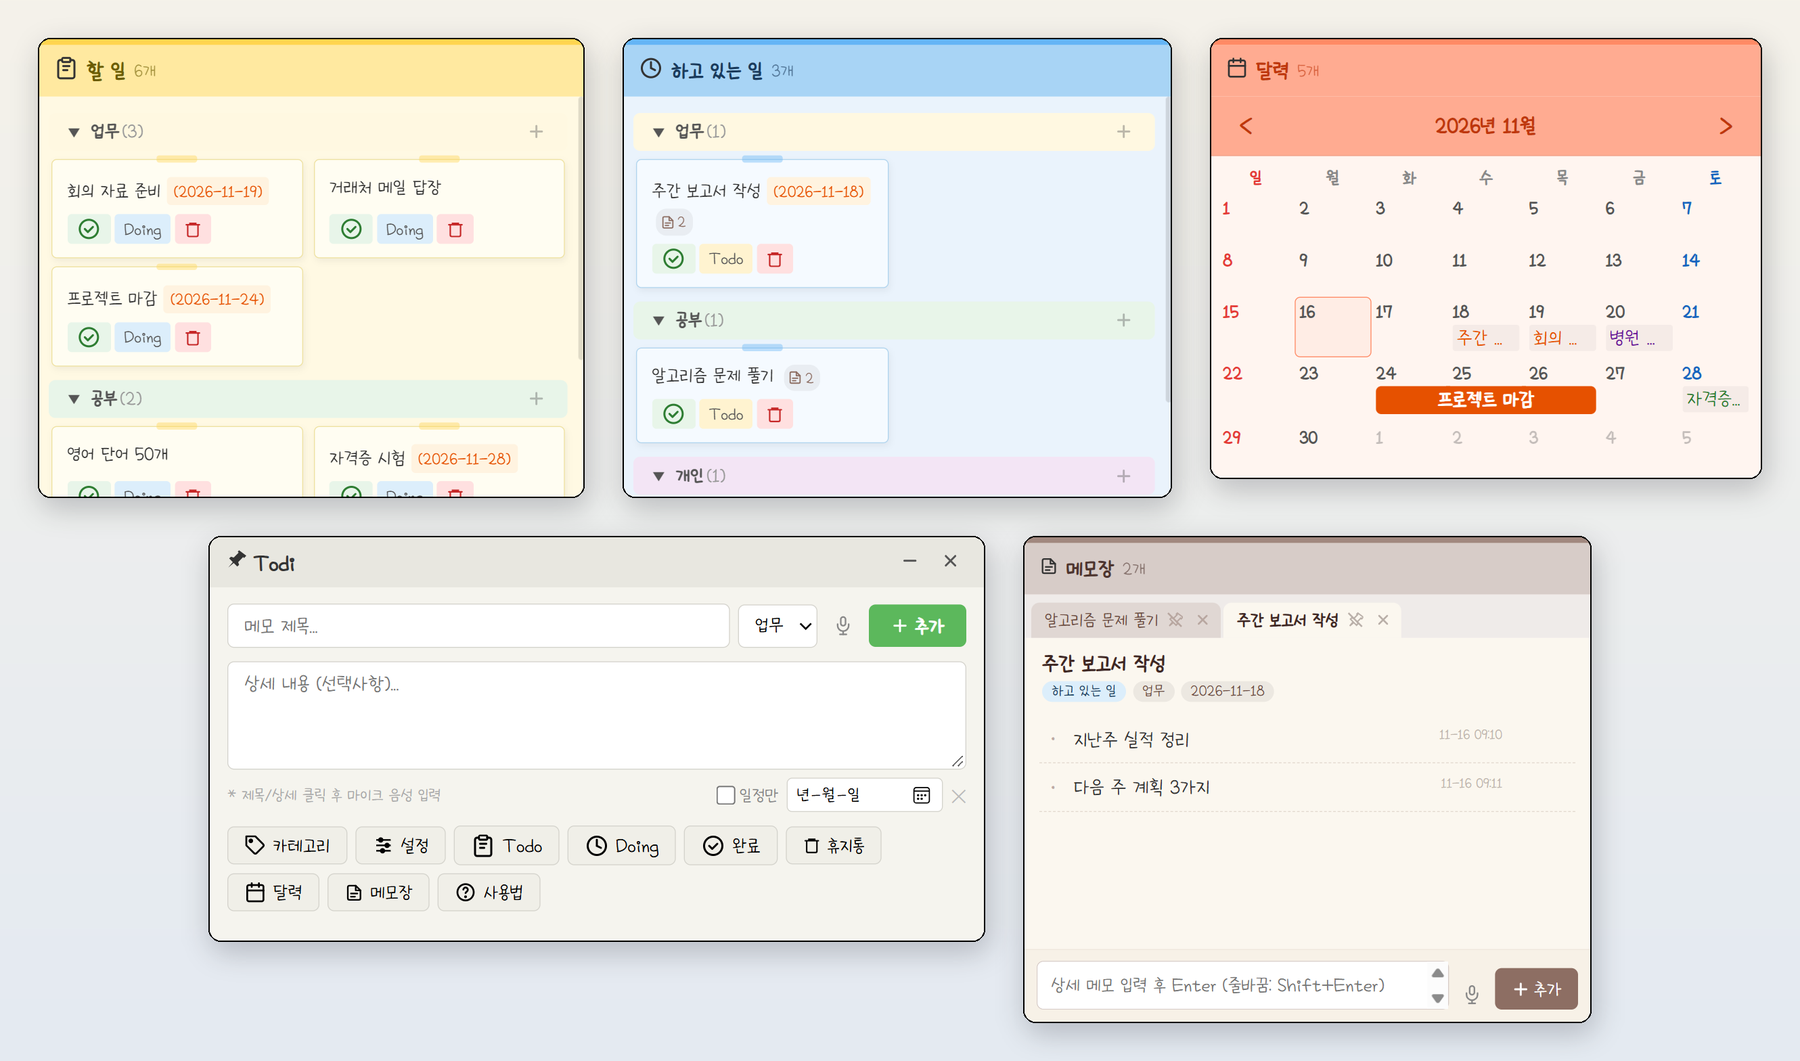 할 일 6개
업무(3)
회의 자료 준비 (2026-11-19)
Doing
거래처 메일 답장
Doing
프로젝트 마감 (2026-11-24)
Doing
공부(2)
영어 단어 50개
Doing
자격증 시험 (2026-11-28)
Doing
하고 있는 일 3개
업무(1)
주간 보고서 작성 (2026-11-18)
2
Todo
공부(1)
알고리즘 문제 풀기 2
Todo
개인(1)
달력 5개
2026년 11월
일 월 화 수 목 금 토
1 2 3 4 5 6 7
8 9 10 11 12 13 14
15 16 17 18 19 20 21
주간 ... 회의 ... 병원 ...
22 23 24 25 26 27 28
프로젝트 마감 자격증...
29 30 1 2 3 4 5
Todi
메모 제목... 업무 + 추가
상세 내용 (선택사항)...
* 제목/상세 클릭 후 마이크 음성 입력 일정만 년-월-일
카테고리 설정 Todo Doing 완료 휴지통
달력 메모장 사용법
메모장 2개
알고리즘 문제 풀기 주간 보고서 작성
주간 보고서 작성
하고 있는 일 업무 2026-11-18
지난주 실적 정리 11-16 09:10
다음 주 계획 3가지 11-16 09:11
상세 메모 입력 후 Enter (줄바꿈: Shift+Enter) + 추가